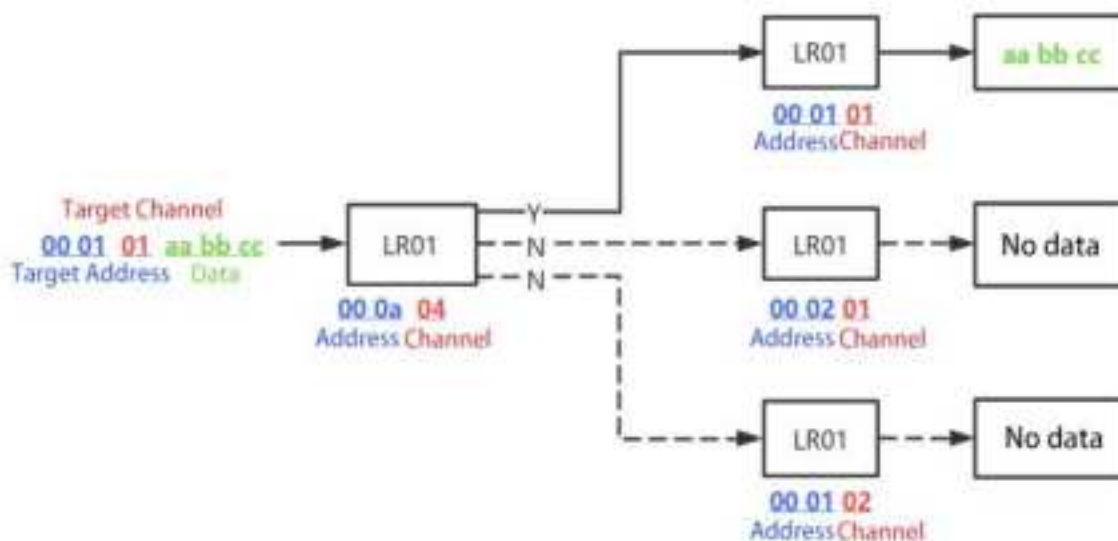 LR01
aa bb cc
00 01 01
Address Channel
Target Channel
00 01 01 aa bb cc
Target Address Data
LR01
00 0a 04
Address Channel
Y
N
N
LR01
No data
00 02 01
Address Channel
LR01
No data
00 01 02
Address Channel